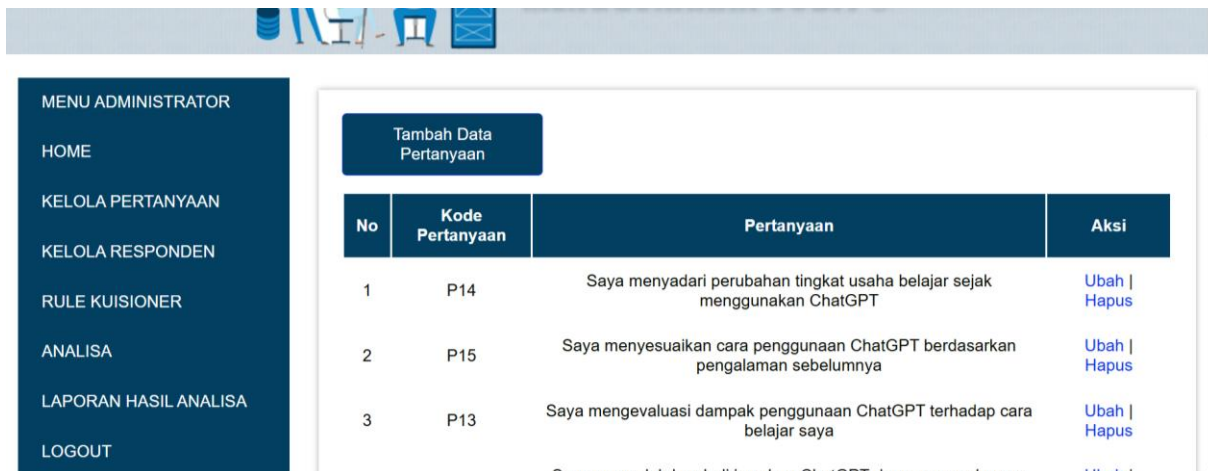 MENU ADMINISTRATOR
HOME
KELOLA PERTANYAAN
KELOLA RESPONDEN
RULE KUISIONER
ANALISA
LAPORAN HASIL ANALISA
LOGOUT
Tambah Data
Pertanyaan
No Kode Pertanyaan Pertanyaan Aksi
1 P14 Saya menyadari perubahan tingkat usaha belajar sejak Ubah |
menggunakan ChatGPT Hapus
2 P15 Saya menyesuaikan cara penggunaan ChatGPT berdasarkan Ubah |
pengalaman sebelumnya Hapus
3 P13 Saya mengevaluasi dampak penggunaan ChatGPT terhadap cara Ubah |
belajar saya Hapus